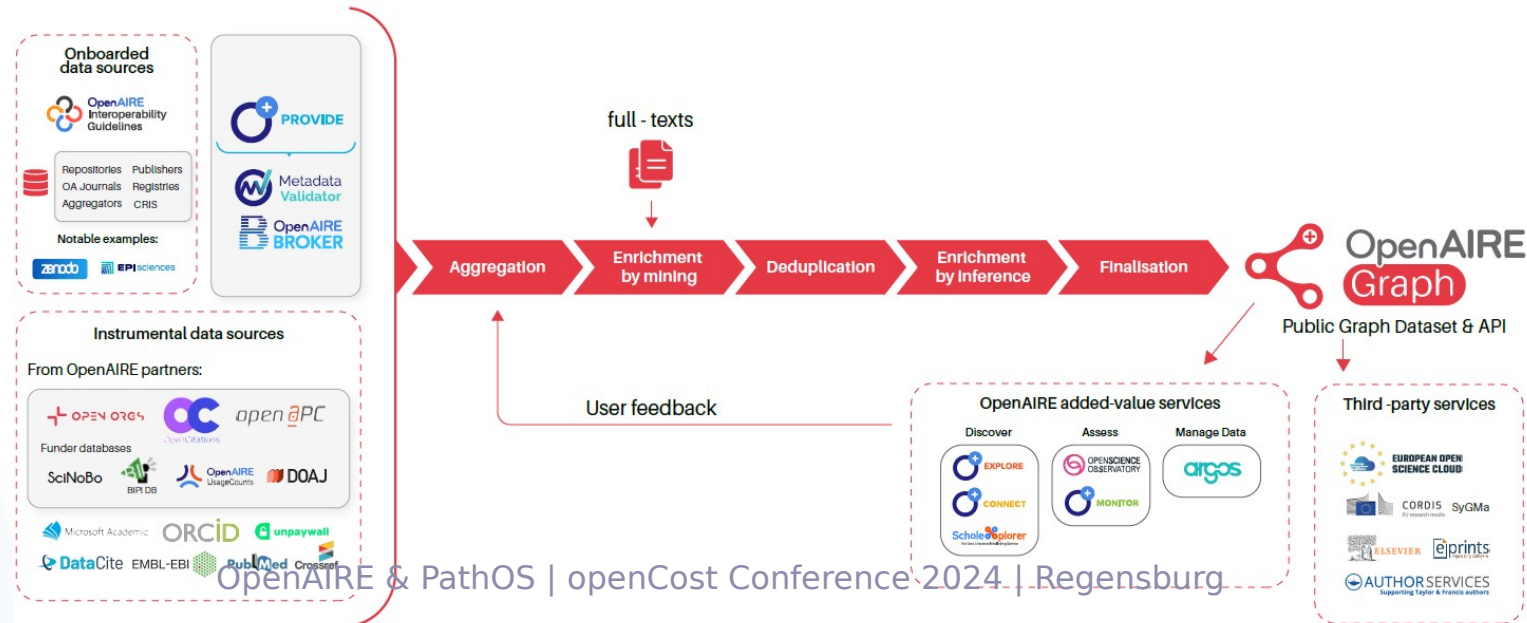 Onboarded
data sources
OpenAIRE
Interoperability
Guidelines
Repositories Publishers
OA Journals Registries
Aggregators CRIS
Notable examples:
zenodo EPIsciences
PROVIDE
Metadata
Validator
OpenAIRE
BROKER
Instrumental data sources
From OpenAIRE partners:
OPEN ORGS OpenCitations open aPC
Funder databases
SciNoBo BIP! DB OpenAIRE
UsageCounts DOAJ
Microsoft Academic ORCID unpaywall
DataCite EMBL-EBI PubMed Crossref
full - texts
Aggregation
Enrichment
by mining
Deduplication
Enrichment
by inference
Finalisation
User feedback
OpenAIRE
Graph
Public Graph Dataset & API
OpenAIRE added-value services
Discover Assess Manage Data
EXPLORE
CONNECT
ScholeXplorer
OPENSCIENCE
OBSERVATORY
MONITOR
argos
Third -party services
EUROPEAN OPEN
SCIENCE CLOUD
CORDIS SyGMa
EU research results
ELSEVIER eprints
AUTHOR SERVICES
Supporting Taylor & Francis authors
OpenAIRE & PathOS | openCost Conference 2024 | Regensburg